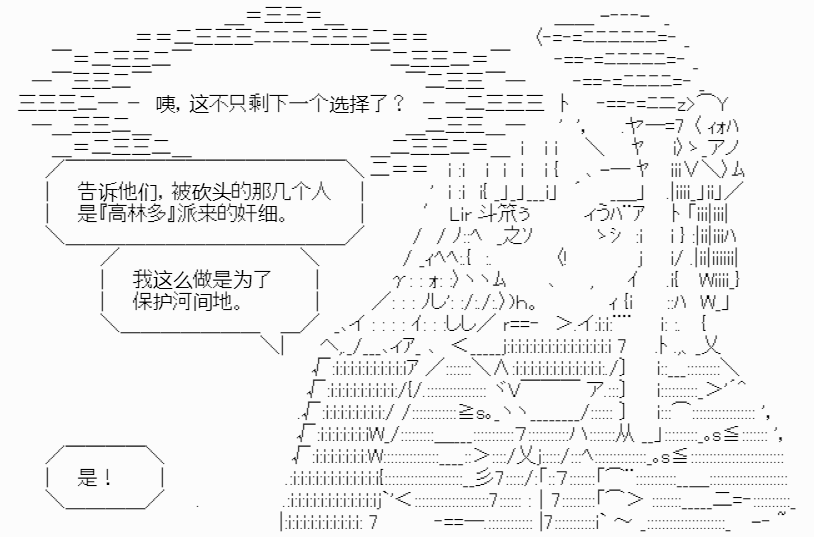 咦，这不只剩下一个选择了？
告诉他们，被砍头的那几个人
是『高林多』派来的奸细。
我这么做是为了
保护河间地。
是！